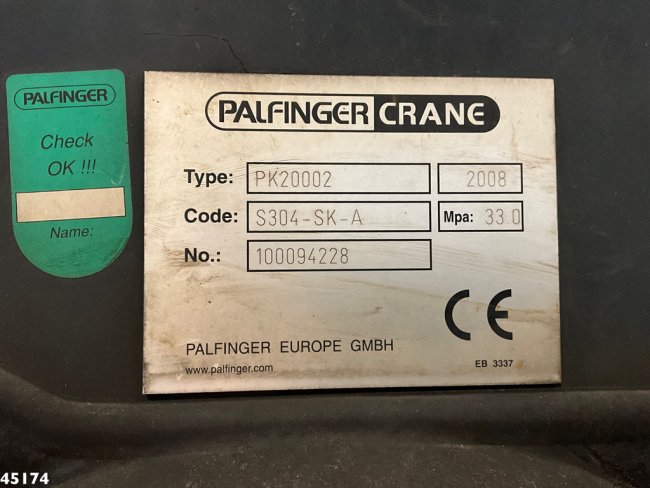 PALFINGER
Check
OK !!!
Name:
PALFINGER CRANE
Type: PK20002 2008
Code: S304-SK-A Mpa: 33.0
No.: 100094228
CE
PALFINGER EUROPE GMBH
www.palfinger.com EB 3337
45174